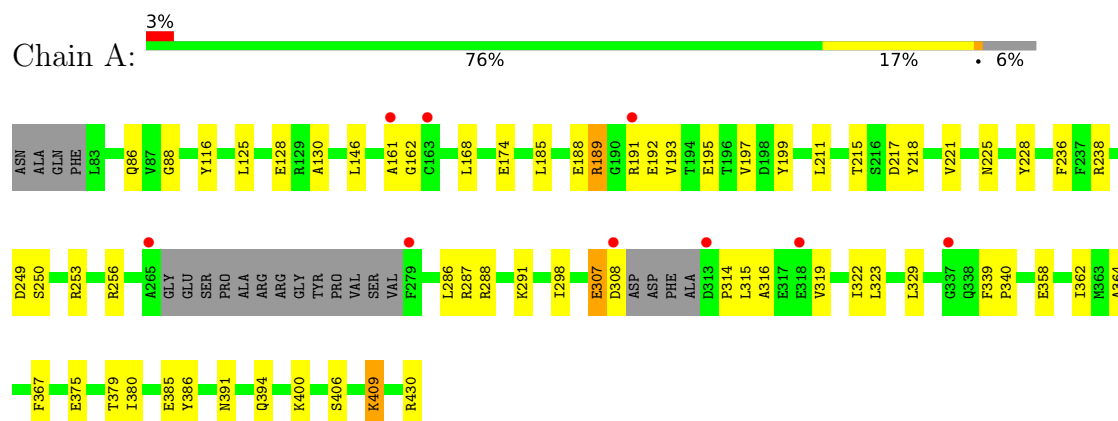 3%
Chain A:
76% 17% • 6%
ASN ALA GLN PHE L83 Q86 V87 G88 Y116 L125 E128 R129 A130 L146 A161 G162 C163 L168 E174 L185 E188 R189 G190 R191 E192 V193 T194 E195 T196 V197 D198 Y199 L211 T215 S216 D217 Y218 V221 N225 Y228 F236 F237 R238
D249 S250 R253 R256 A265 GLY GLU SER PRO ALA ARG ARG GLY TYR PRO VAL SER VAL F279 L286 R287 R288 K291 I298 E307 D308 ASP ASP PHE ALA D313 P314 L315 A316 E317 E318 V319 I322 L323 L329 G337 Q338 F339 P340 E358 I362 M363 A364
F367 E375 T379 I380 E385 Y386 N391 Q394 K400 S406 K409 R430